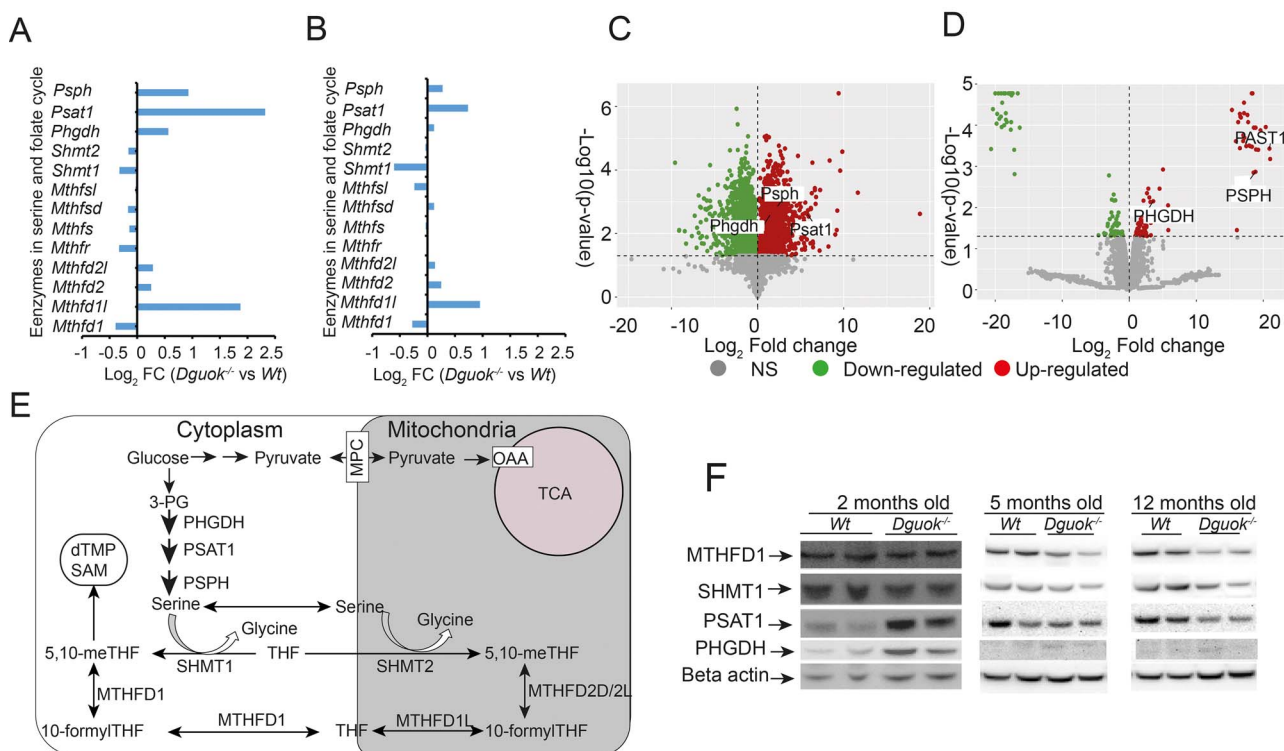 A
Eenzymes in serine and folate cycle
Psph
Psat1
Phgdh
Shmt2
Shmt1
Mthfsl
Mthfsd
Mthfs
Mthfr
Mthfd2l
Mthfd2
Mthfd1l
Mthfd1
-1 -0.5 0 0.5 1 1.5 2 2.5
Log2 FC (Dguok-/- vs Wt)
B
Eenzymes in serine and folate cycle
Psph
Psat1
Phgdh
Shmt2
Shmt1
Mthfsl
Mthfsd
Mthfs
Mthfr
Mthfd2l
Mthfd2
Mthfd1l
Mthfd1
-1 -0.5 0 0.5 1 1.5 2 2.5
Log2 FC (Dguok-/- vs Wt)
C
-Log10(p-value)
6
4
2
0
Psph
Phgdh
Psat1
-20 -10 0 10 20
Log2 Fold change
D
-Log10(p-value)
5
4
3
2
1
0
PAST1
PSPH
PHGDH
-20 -10 0 10 20
Log2 Fold change
NS Down-regulated Up-regulated
E
Cytoplasm Mitochondria
Glucose Pyruvate MPC Pyruvate OAA
TCA
3-PG
PHGDH
PSAT1
PSPH
dTMP
SAM
Serine Serine
Glycine Glycine
5,10-meTHF SHMT1 THF SHMT2 5,10-meTHF
MTHFD1 MTHFD2D/2L
10-formylTHF MTHFD1 THF MTHFD1L 10-formylTHF
F
2 months old 5 months old 12 months old
Wt Dguok-/- Wt Dguok-/- Wt Dguok-/-
MTHFD1
SHMT1
PSAT1
PHGDH
Beta actin